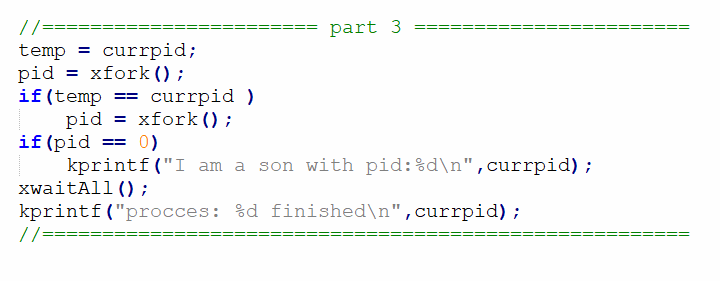 //======================= part 3 =======================
temp = currpid;
pid = xfork();
if(temp == currpid )
    pid = xfork();
if(pid == 0)
    kprintf("I am a son with pid:%d\n",currpid);
xwaitAll();
kprintf("procces: %d finished\n",currpid);
//======================================================